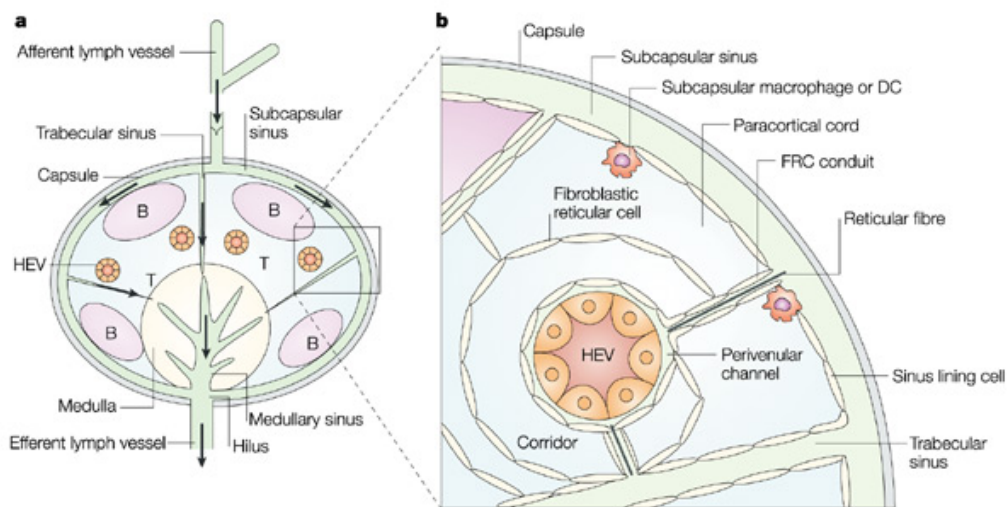 a
Afferent lymph vessel
Trabecular sinus
Subcapsular
sinus
Capsule
B
B
HEV
T
T
B
B
Medulla
Medullary sinus
Efferent lymph vessel
Hilus
b
Capsule
Subcapsular sinus
Subcapsular macrophage or DC
Paracortical cord
FRC conduit
Fibroblastic
reticular cell
Reticular fibre
HEV
Perivenular
channel
Sinus lining cell
Corridor
Trabecular
sinus